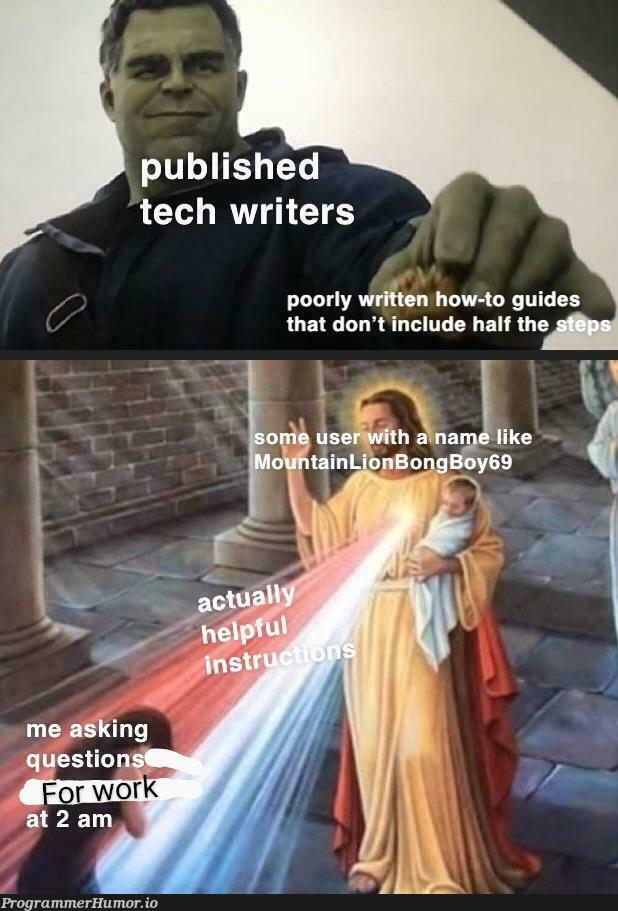 published
tech writers
poorly written how-to guides
that don't include half the steps
some user with a name like
MountainLionBongBoy69
actually
helpful
instructions
me asking
questions
For work
at 2 am
ProgrammerHumor.io